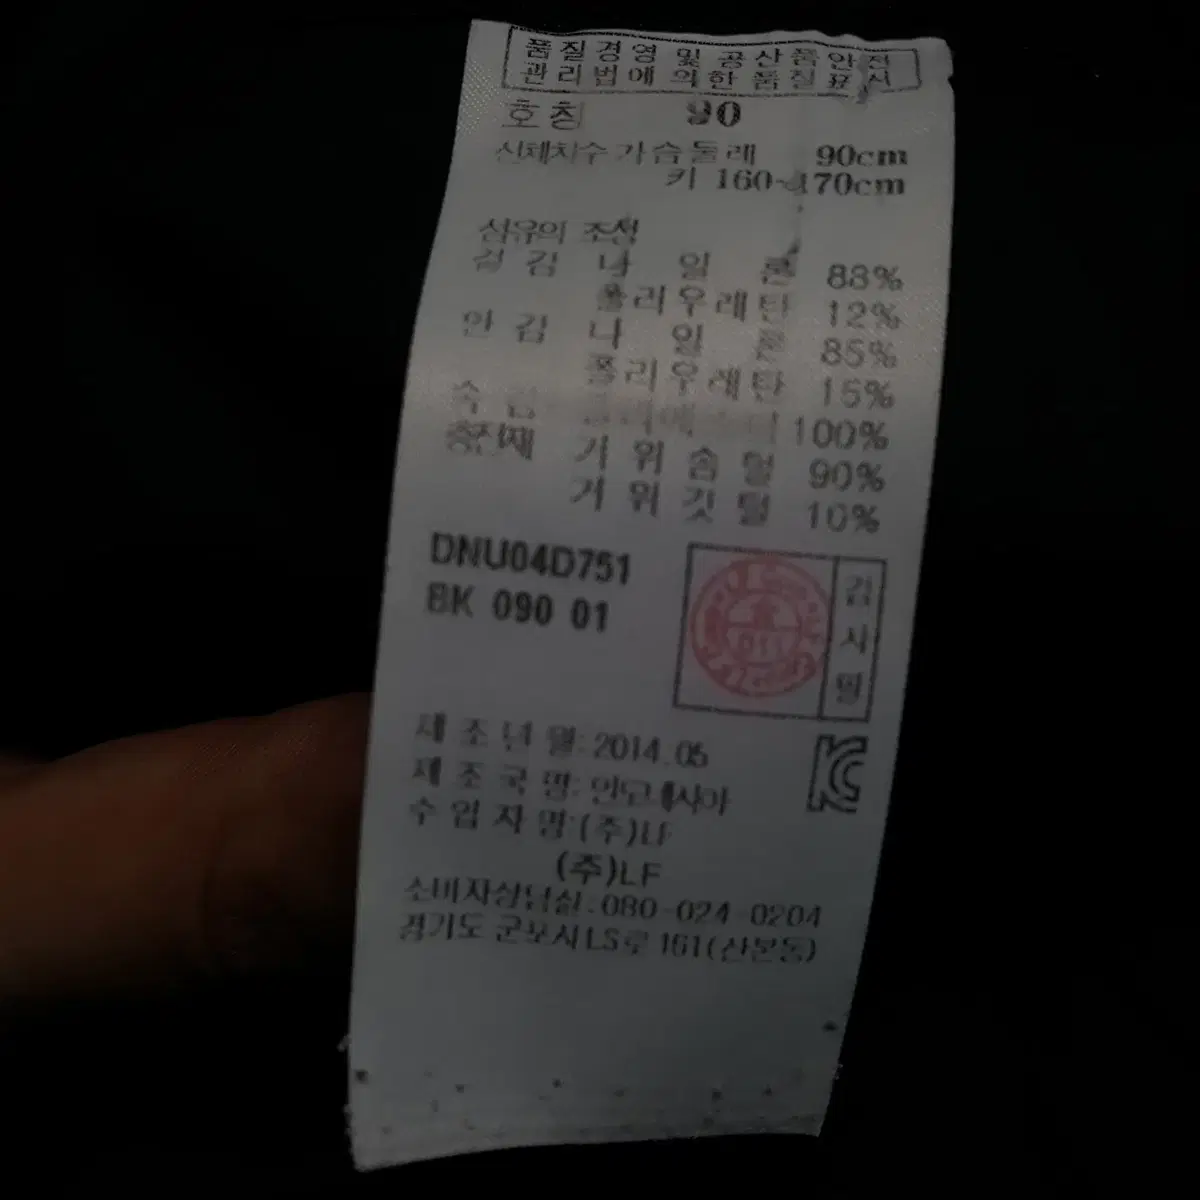 품질경영 및 공산품안전
관리법에 의한 품질표시
호칭 90
신체치수 가슴둘레 90cm
키 160~170cm
섬유의 조성
겉감 나일론 88%
폴리우레탄 12%
안감 나일론 85%
폴리우레탄 15%
100%
충전재 거위솜털 90%
거위깃털 10%
DNU04D751
BK 090 01
011
검사필
제조년월: 2014.05
제조국명: 인도네시아
수입자명:(주)LF
(주)LF
소비자상담실.080-024-0204
경기도 군포시 LS로 161(산본동)